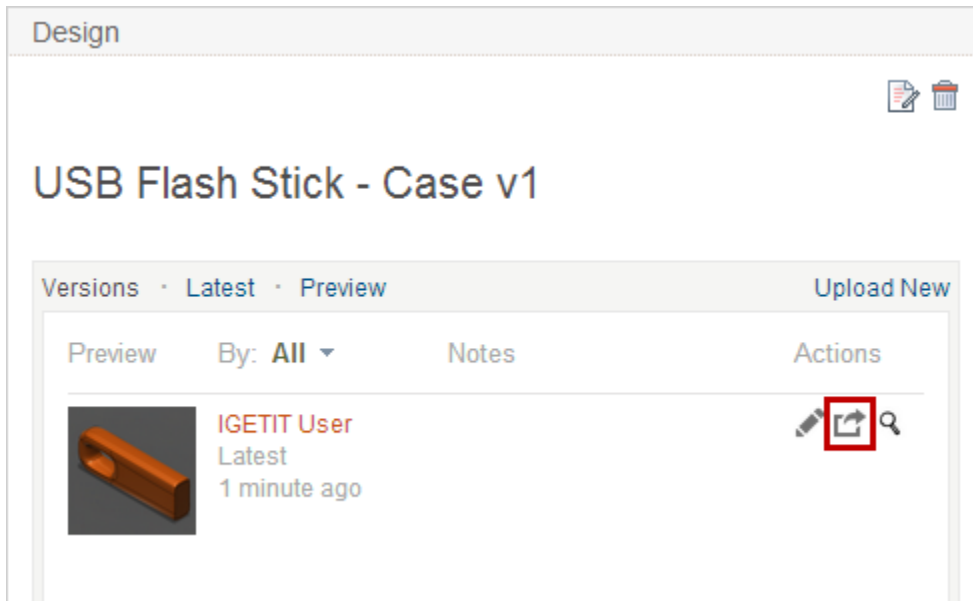 Design
USB Flash Stick - Case v1
Versions · Latest · Preview Upload New
Preview By: All Notes Actions
IGETIT User
Latest
1 minute ago